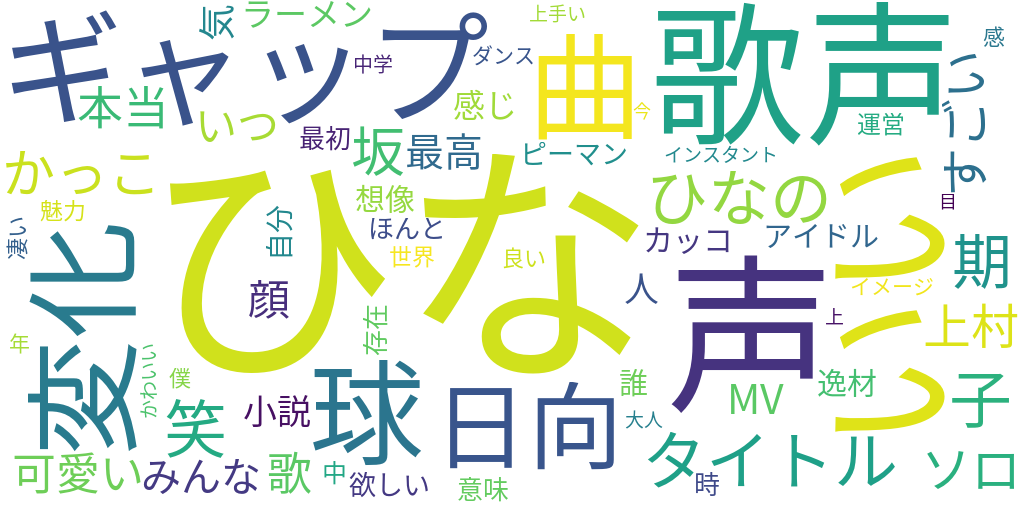 ギャップ
気
ラーメン
上手い
中学
ダンス
曲
歌声
感
本当
いつ
最初
坂
最高
感じ
今
運営
すごい
かっこ
ピーマン
インスタント
魅力
想像
ひなの
目
凄い
変化
自分
ほんと
世界
ひな
良い
カッコ
アイドル
期
顔
人
声
イメージ
上
上村
年
存在
かわいい
僕
笑
小説
球
日向
誰
大人
MV
逸材
子
可愛い
みんな
歌
中
欲しい
意味
タイトル
時
ソロ